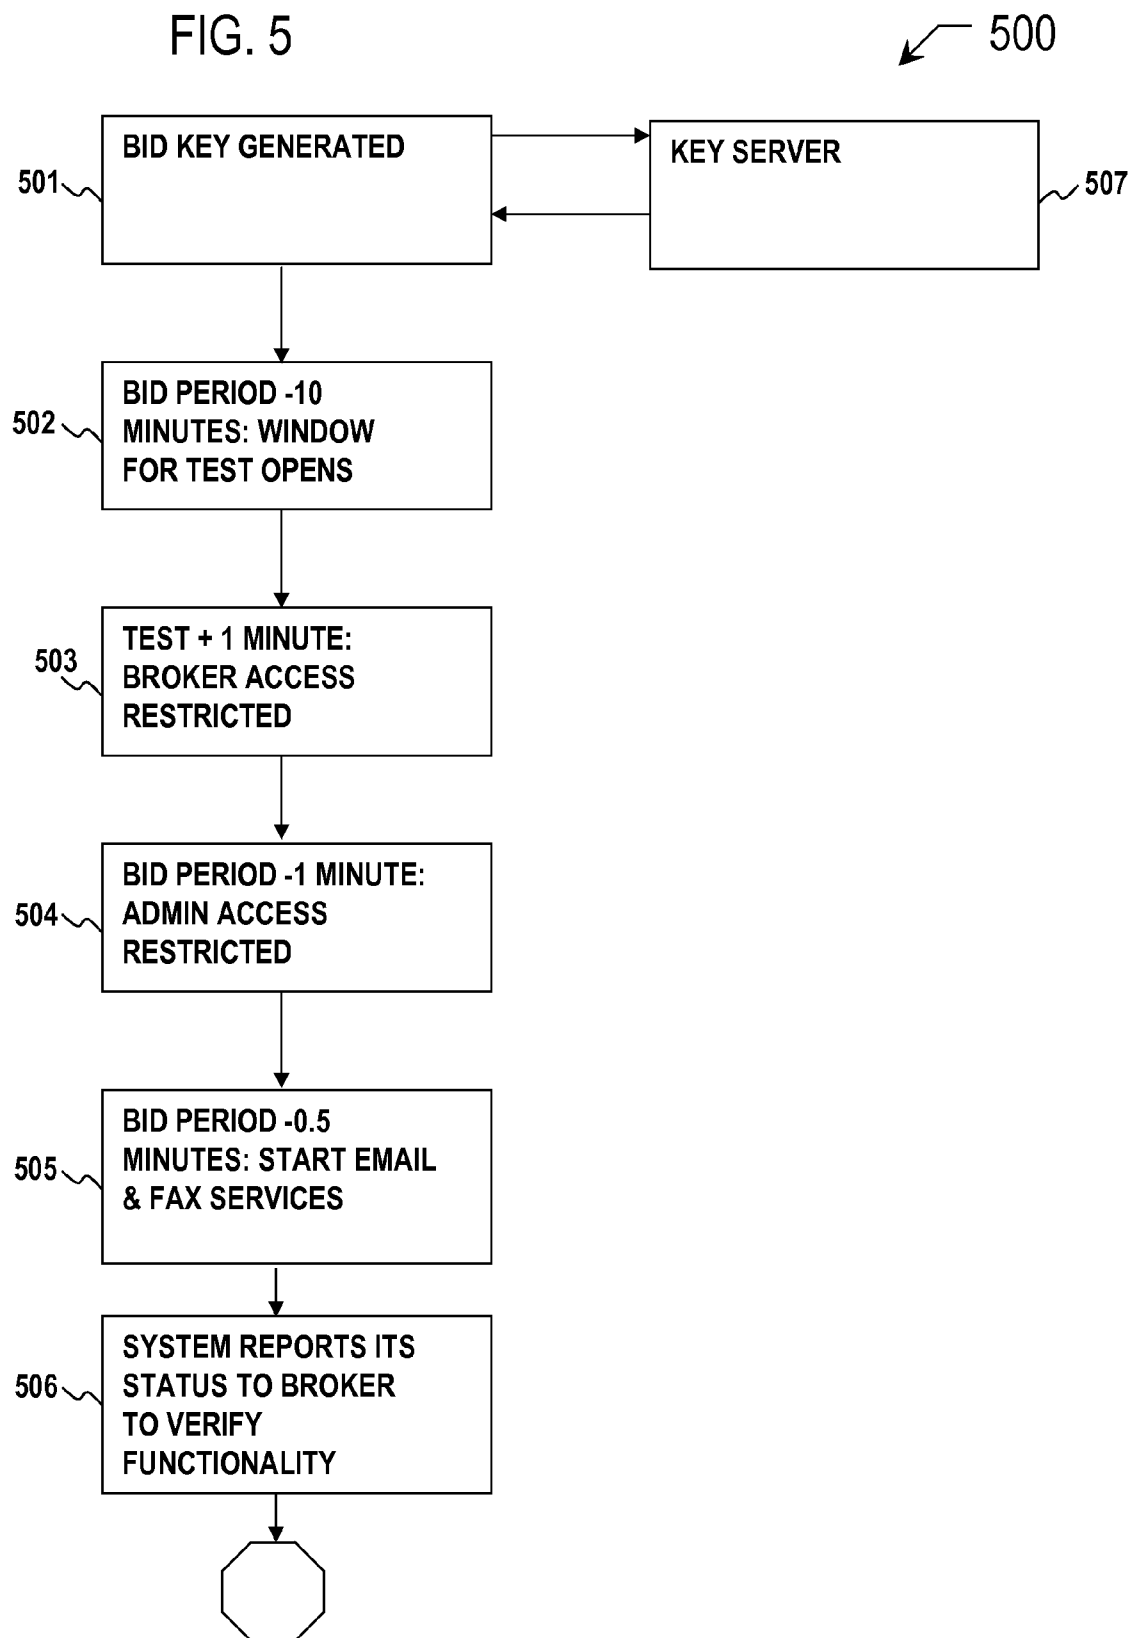 FIG. 5
500
BID KEY GENERATED
KEY SERVER
501
507
BID PERIOD -10
MINUTES: WINDOW
FOR TEST OPENS
502
TEST + 1 MINUTE:
BROKER ACCESS
RESTRICTED
503
BID PERIOD -1 MINUTE:
ADMIN ACCESS
RESTRICTED
504
BID PERIOD -0.5
MINUTES: START EMAIL
& FAX SERVICES
505
SYSTEM REPORTS ITS
STATUS TO BROKER
TO VERIFY
FUNCTIONALITY
506